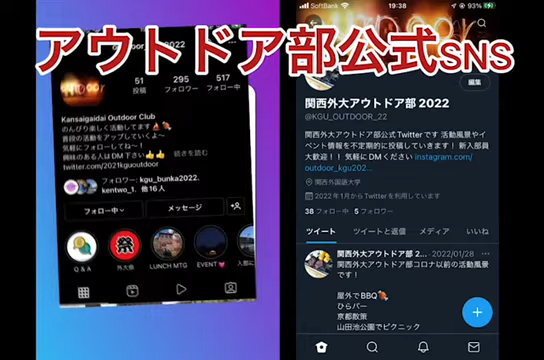 アウトドア部公式SNS
51
投稿
295
フォロワー
517
フォロー中
Kansaigaidai Outdoor Club
のんびり楽しく活動してます
普段の活動をアップしていくよ〜
気軽にフォローしてね〜!
興味のある人はDM下さい
続きを読む
twitter.com/2021kguoutdoor
フォロワー: kgu_bunka2022、
kentwo_1、他16人
フォロー中
メッセージ
Q & A
祭
外大祭
LUNCH MTG
EVENT
SoftBank
19:38
93%
編集
関西外大アウトドア部 2022
@KGU_OUTDOOR_22
関西外大アウトドア部公式Twitterです 活動風景やイ
ベント情報を不定期的に投稿していきます! 新入部員
大歓迎!! 気軽にDMください instagram.com/
outdoor_kgu202...
関西外国語大学
2022年1月からTwitterを利用しています
38 フォロー中 5 フォロワー
ツイート
ツイートと返信
メディア
いいね
関西外大アウトドア部 2... 2022/01/28
関西外大アウトドア部コロナ以前の活動風景
です!
屋外でBBQ
ひらパー
京都散策
山田池公園でピクニック